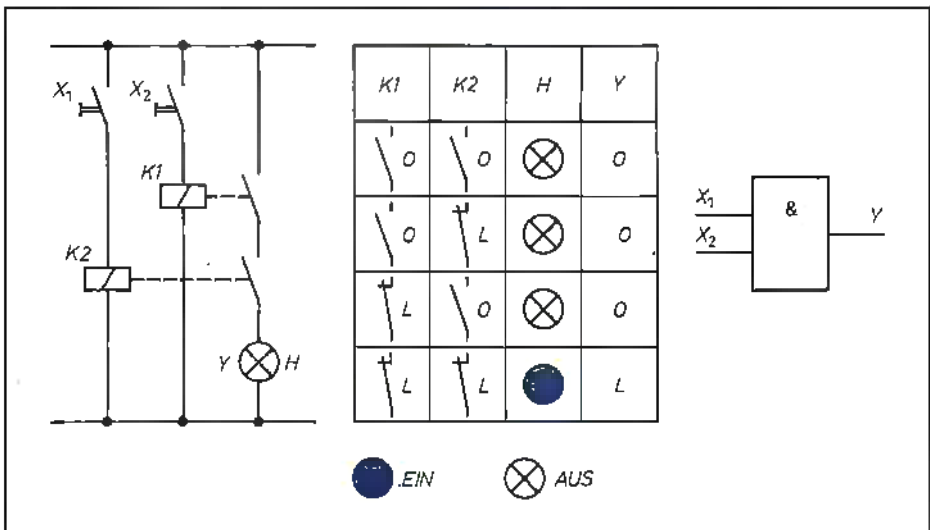 X₁
X₂
K1
K2
Y
H
K1 K2 H Y
O O O
O L O
L O O
L L L
X₁
X₂
&
Y
.EIN
AUS